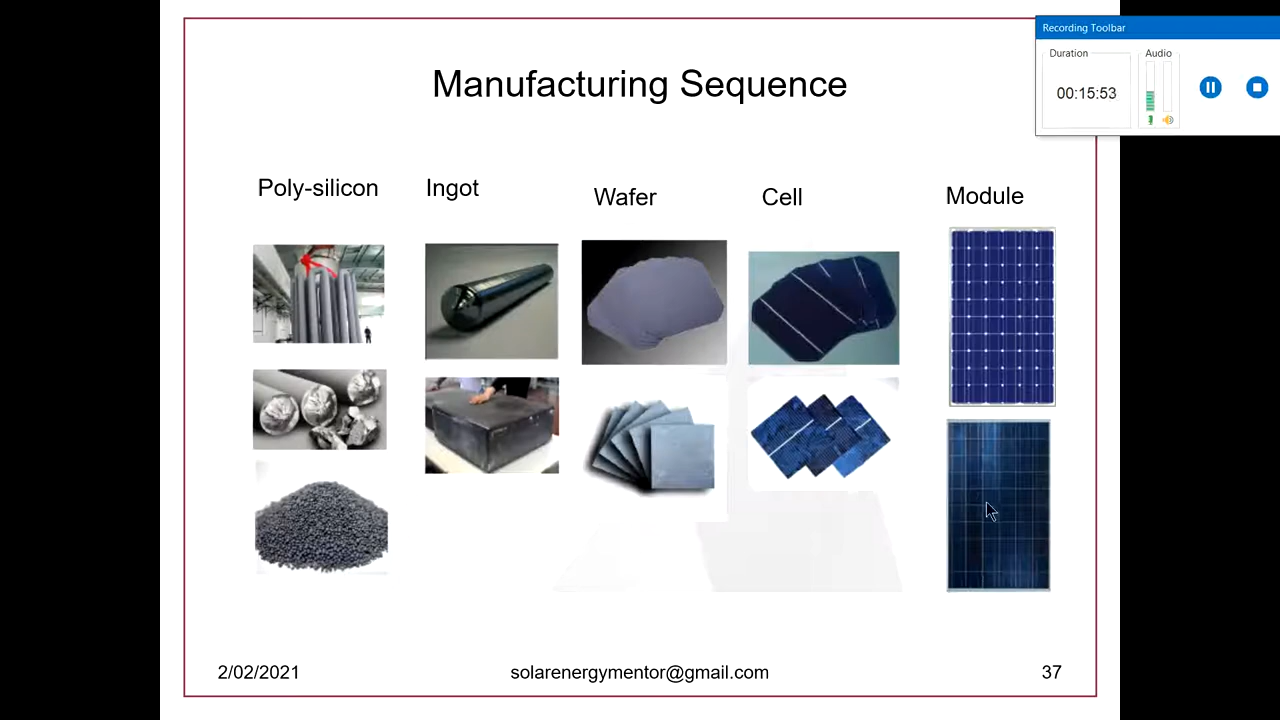 Recording Toolbar
Duration
Audio
00:15:53
Manufacturing Sequence
Poly-silicon
Ingot
Wafer
Cell
Module
2/02/2021
solarenergymentor@gmail.com
37